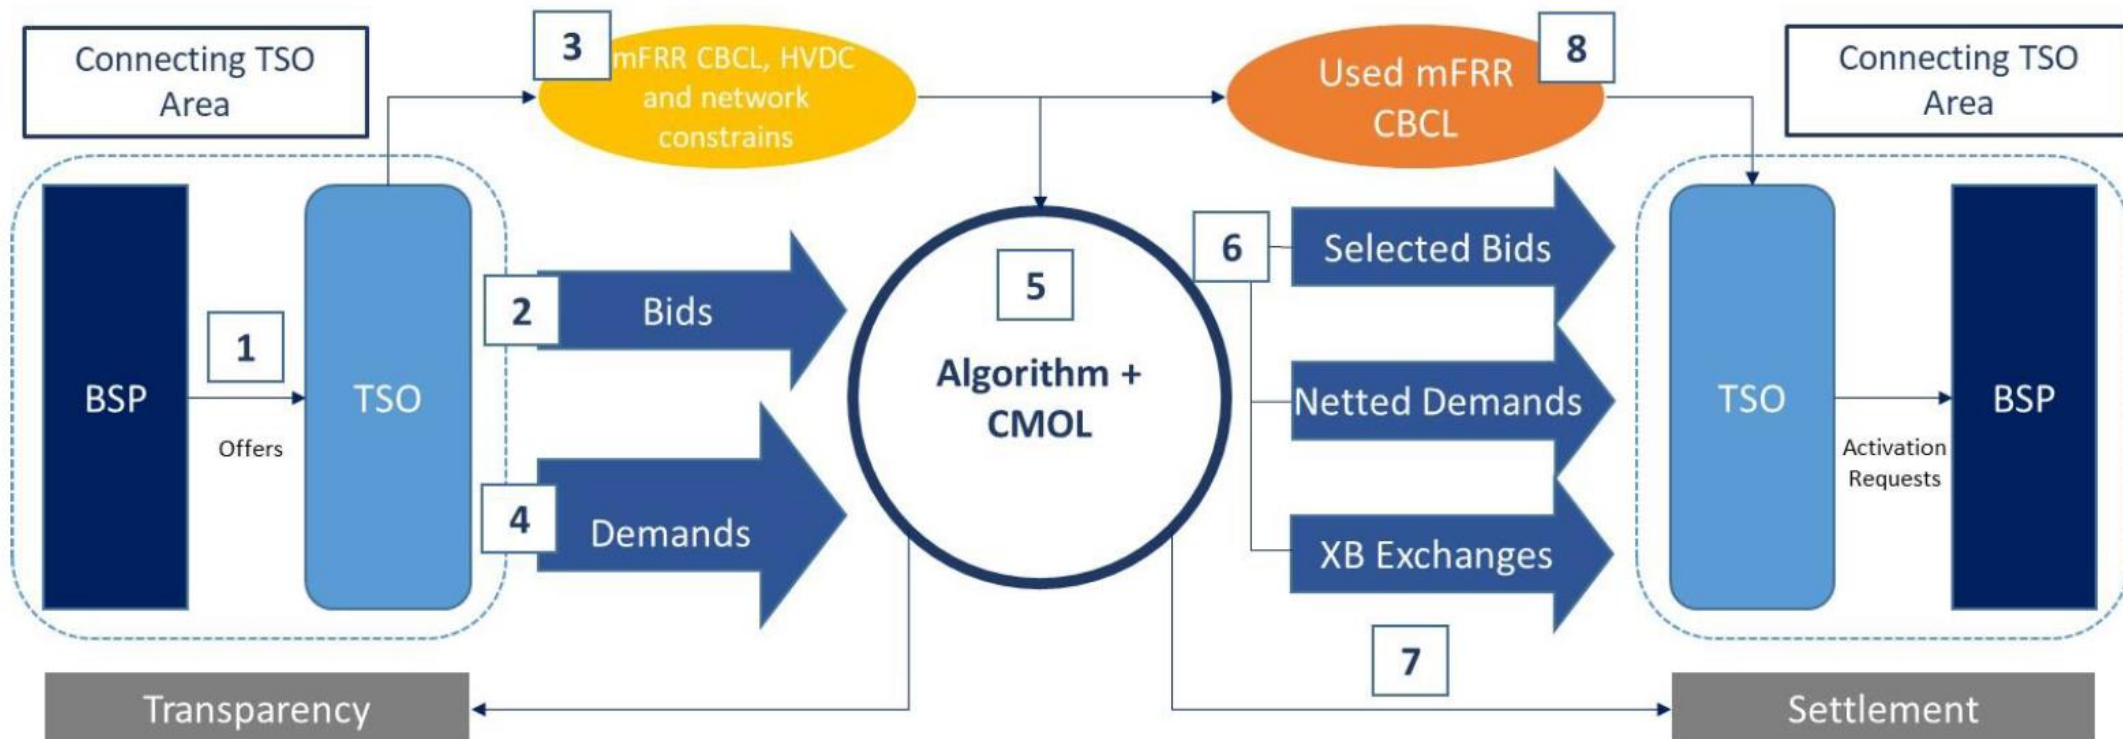 Connecting TSO
Area
3
mFRR CBCL, HVDC
and network
constrains
Used mFRR
CBCL
8
Connecting TSO
Area
BSP
1
Offers
TSO
2
Bids
4
Demands
5
Algorithm +
CMOL
6
Selected Bids
Netted Demands
XB Exchanges
TSO
Activation
Requests
BSP
7
Transparency
Settlement